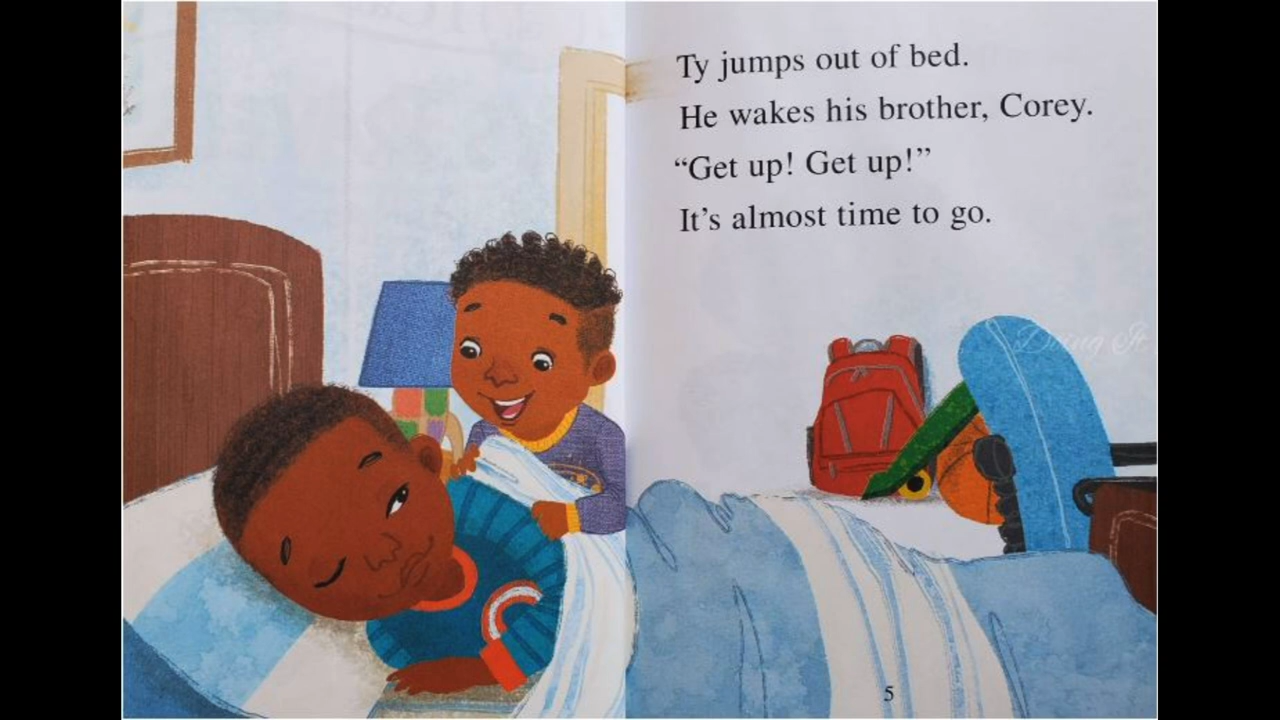 Ty jumps out of bed.
He wakes his brother, Corey.
“Get up! Get up!”
It’s almost time to go.
5